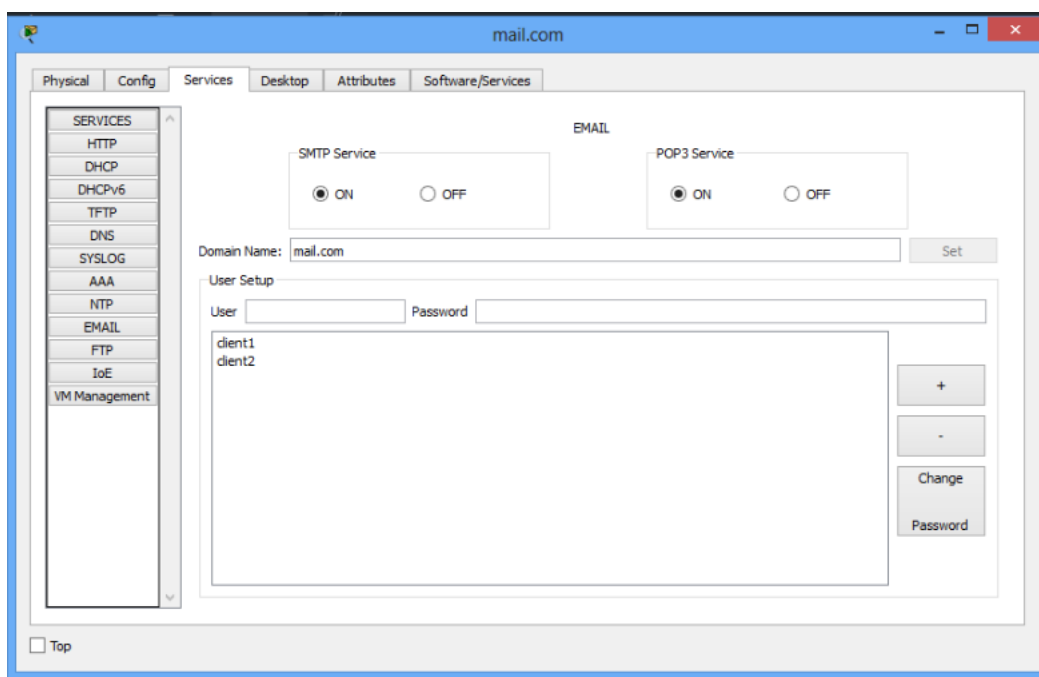 mail.com
Physical Config Services Desktop Attributes Software/Services
SERVICES
HTTP
DHCP
DHCPv6
TFTP
DNS
SYSLOG
AAA
NTP
EMAIL
FTP
IoE
VM Management
EMAIL
SMTP Service
ON OFF
POP3 Service
ON OFF
Domain Name: mail.com Set
User Setup
User Password
client1
client2
+
-
Change
Password
Top